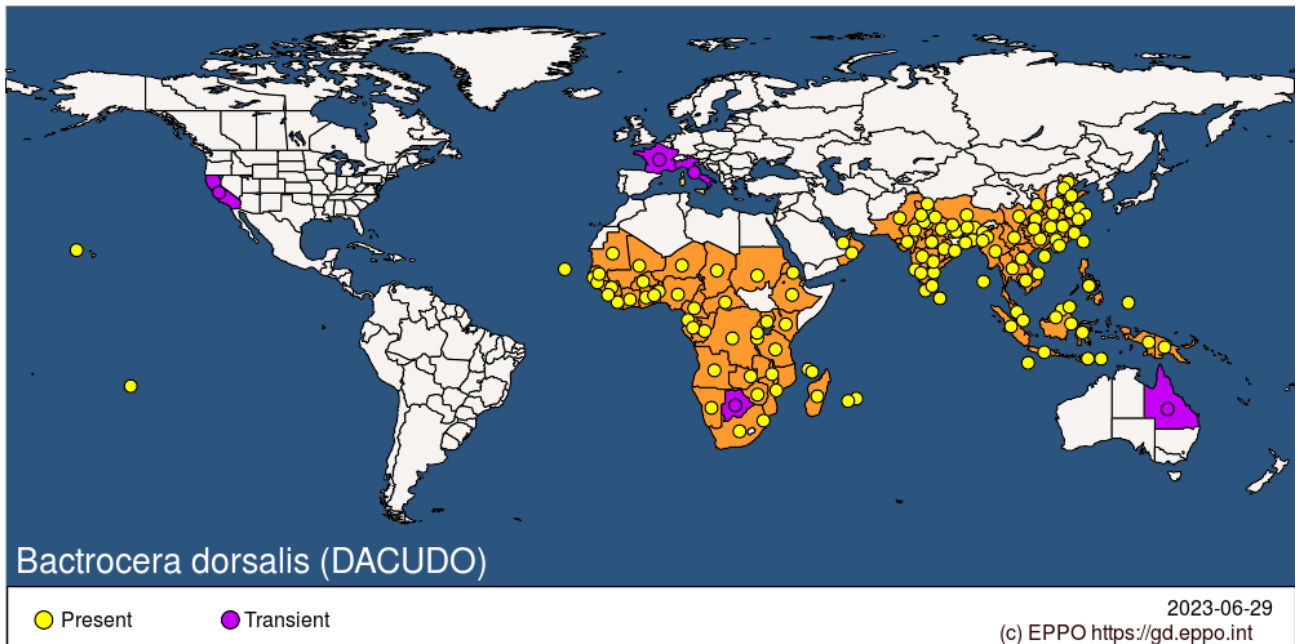 Bactrocera dorsalis (DACUDO)
Present
Transient
2023-06-29
(c) EPPO https://gd.eppo.int